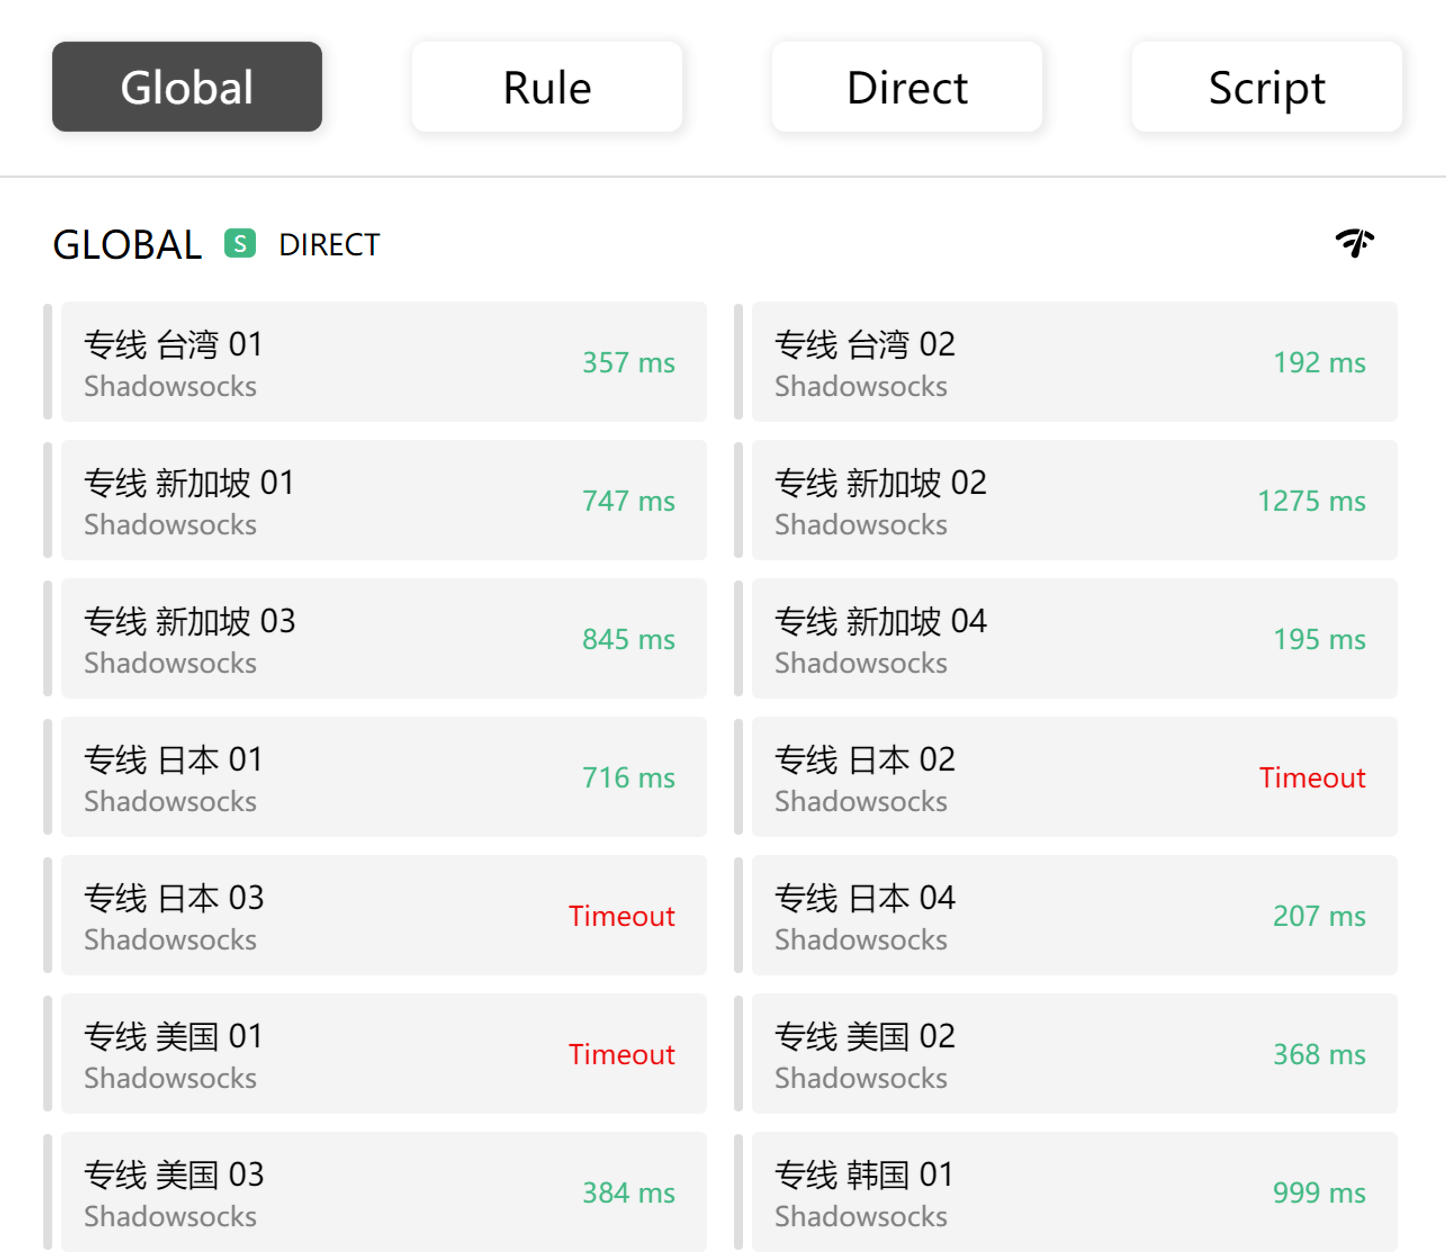 Global
Rule
Direct
Script
GLOBAL S DIRECT
专线 台湾 01
Shadowsocks
357 ms
专线 台湾 02
Shadowsocks
192 ms
专线 新加坡 01
Shadowsocks
747 ms
专线 新加坡 02
Shadowsocks
1275 ms
专线 新加坡 03
Shadowsocks
845 ms
专线 新加坡 04
Shadowsocks
195 ms
专线 日本 01
Shadowsocks
716 ms
专线 日本 02
Shadowsocks
Timeout
专线 日本 03
Shadowsocks
Timeout
专线 日本 04
Shadowsocks
207 ms
专线 美国 01
Shadowsocks
Timeout
专线 美国 02
Shadowsocks
368 ms
专线 美国 03
Shadowsocks
384 ms
专线 韩国 01
Shadowsocks
999 ms